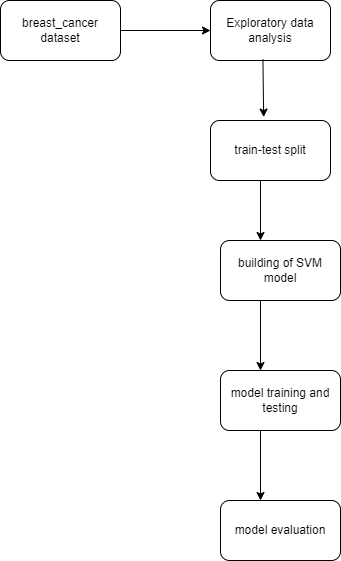 breast_cancer
dataset
Exploratory data
analysis
train-test split
building of SVM
model
model training and
testing
model evaluation